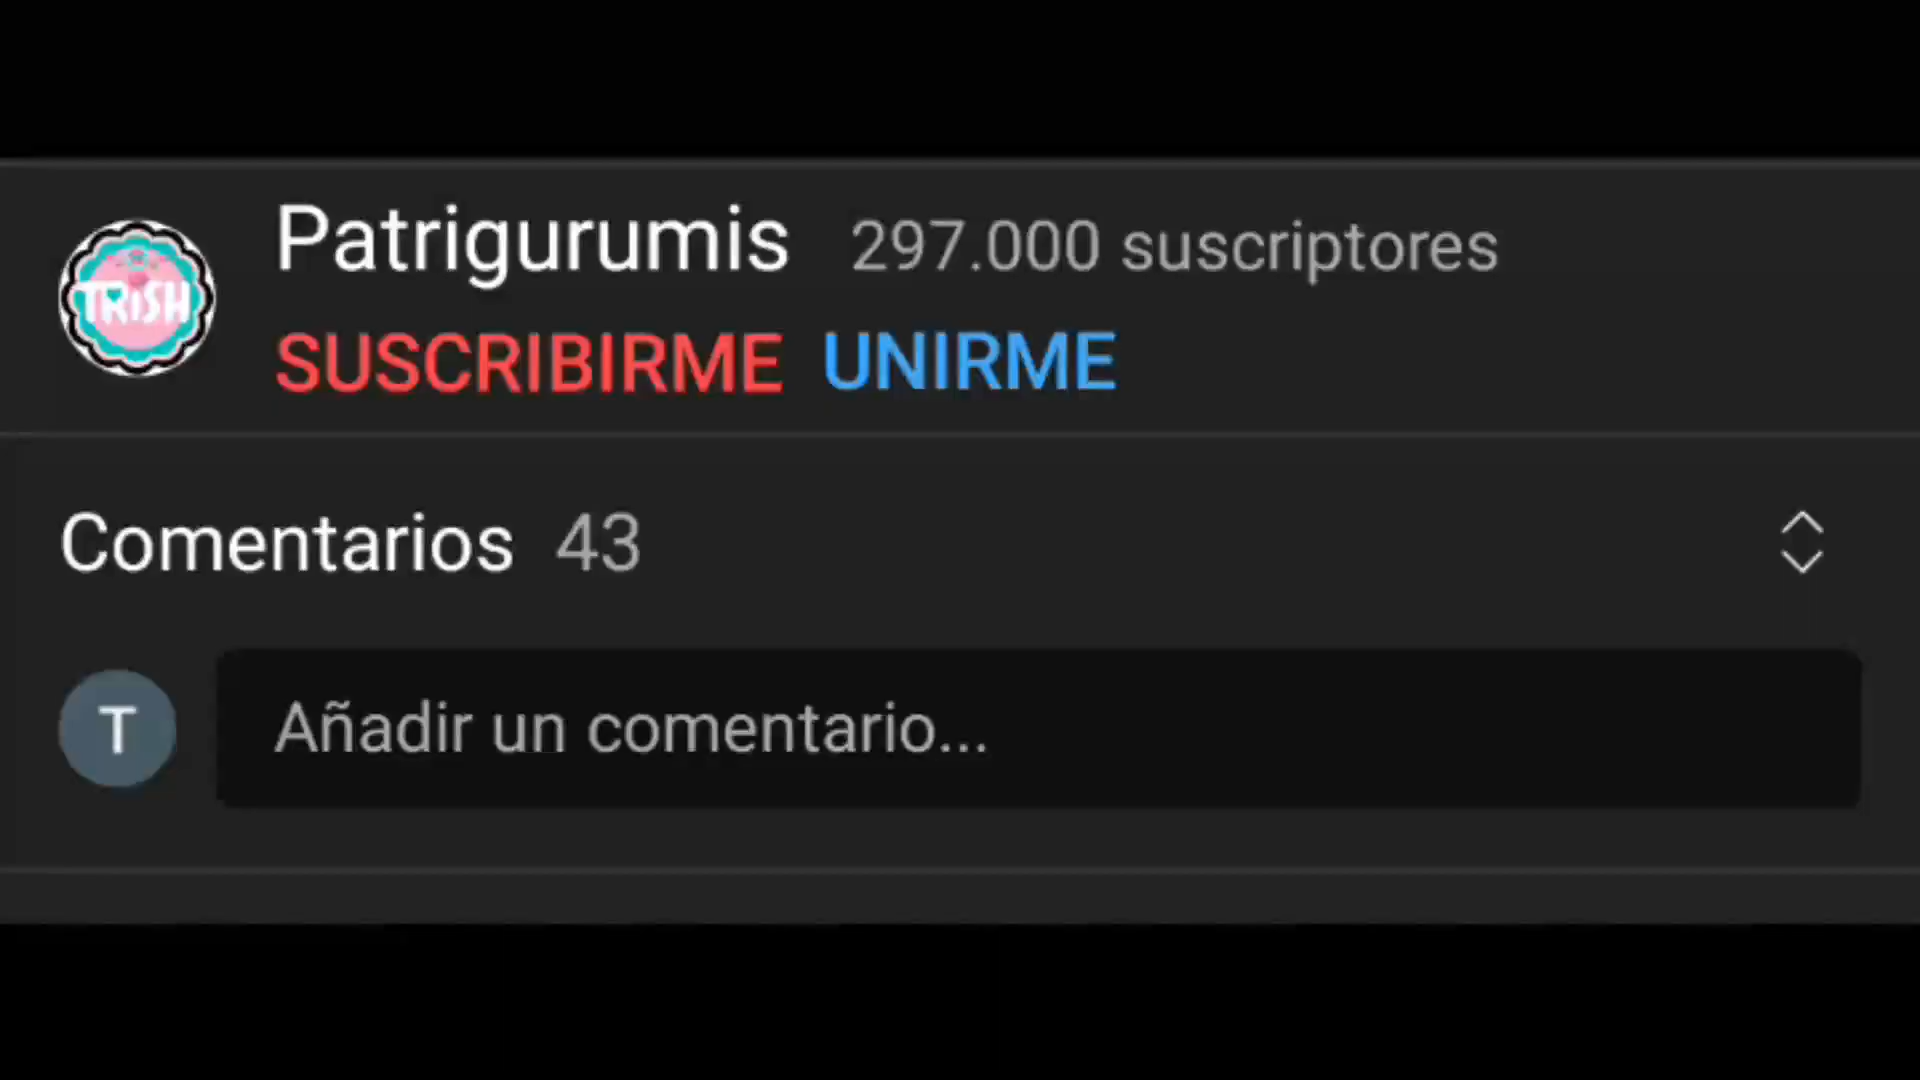 TRISH
Patrigurumis 297.000 suscriptores
SUSCRIBIRME UNIRME
Comentarios 43
T Añadir un comentario...